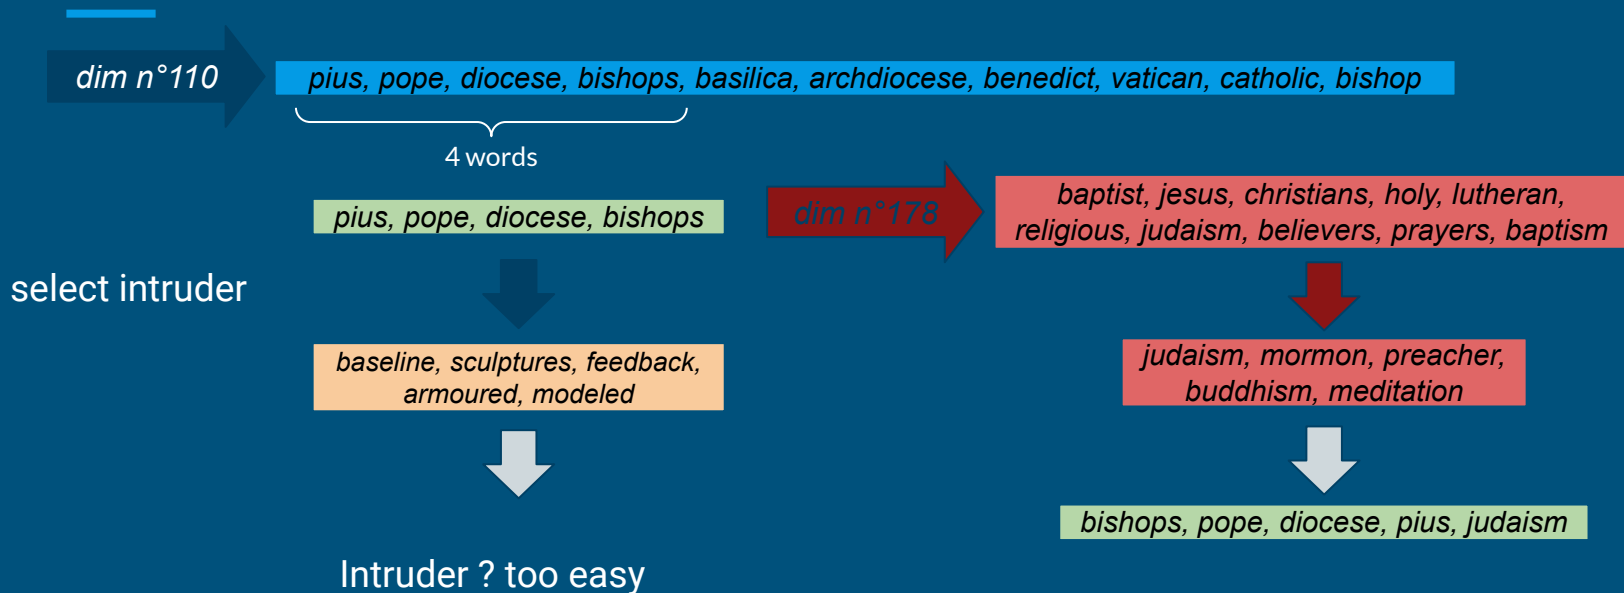 dim n°110
pius, pope, diocese, bishops, basilica, archdiocese, benedict, vatican, catholic, bishop
4 words
pius, pope, diocese, bishops
dim n°178
baptist, jesus, christians, holy, lutheran,
religious, judaism, believers, prayers, baptism
select intruder
baseline, sculptures, feedback,
armoured, modeled
judaism, mormon, preacher,
buddhism, meditation
bishops, pope, diocese, pius, judaism
Intruder ? too easy